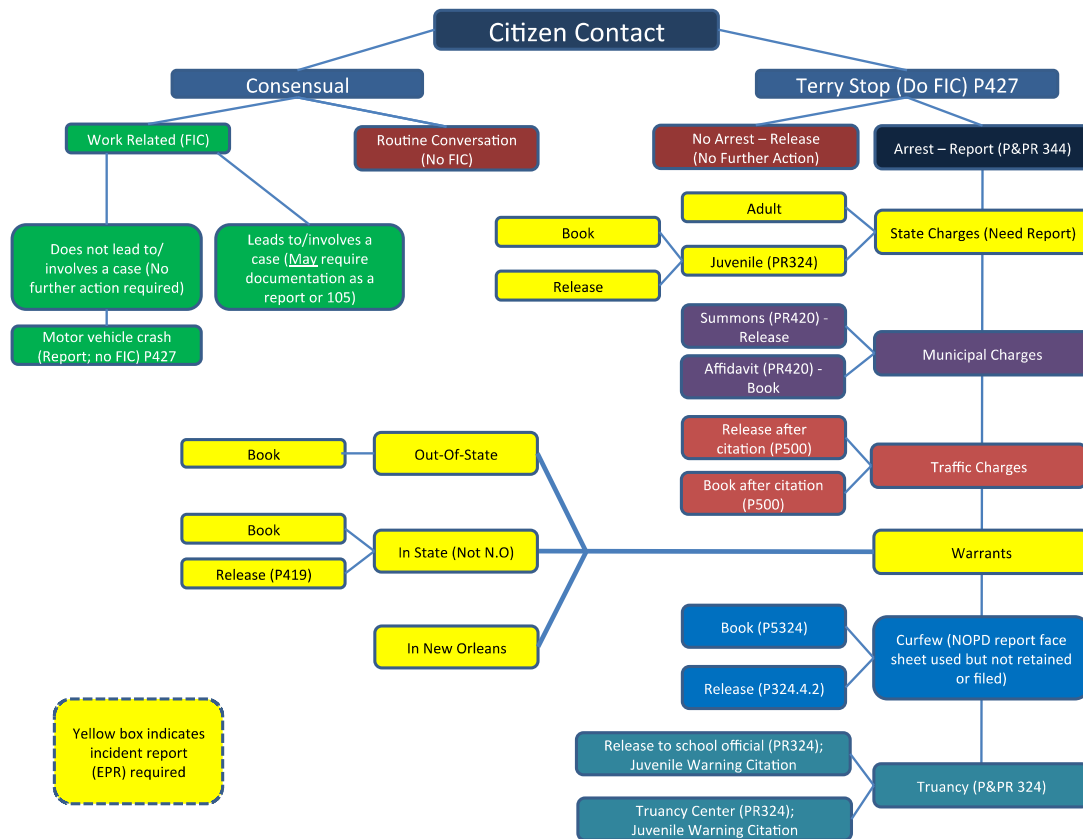 Citizen Contact
Consensual
Terry Stop (Do FIC) P427
Work Related (FIC)
Routine Conversation
(No FIC)
No Arrest – Release
(No Further Action)
Arrest – Report (P&PR 344)
Does not lead to/
involves a case (No
further action required)
Leads to/involves a
case (May require
documentation as a
report or 105)
Motor vehicle crash
(Report; no FIC) P427
Adult
State Charges (Need Report)
Book
Juvenile (PR324)
Release
Summons (PR420) -
Release
Municipal Charges
Affidavit (PR420) -
Book
Release after
citation (P500)
Traffic Charges
Book after citation
(P500)
Book
Out-Of-State
Book
In State (Not N.O)
Release (P419)
Warrants
In New Orleans
Book (P5324)
Curfew (NOPD report face
sheet used but not retained
or filed)
Release (P324.4.2)
Yellow box indicates
incident report
(EPR) required
Release to school official (PR324);
Juvenile Warning Citation
Truancy (P&PR 324)
Truancy Center (PR324);
Juvenile Warning Citation